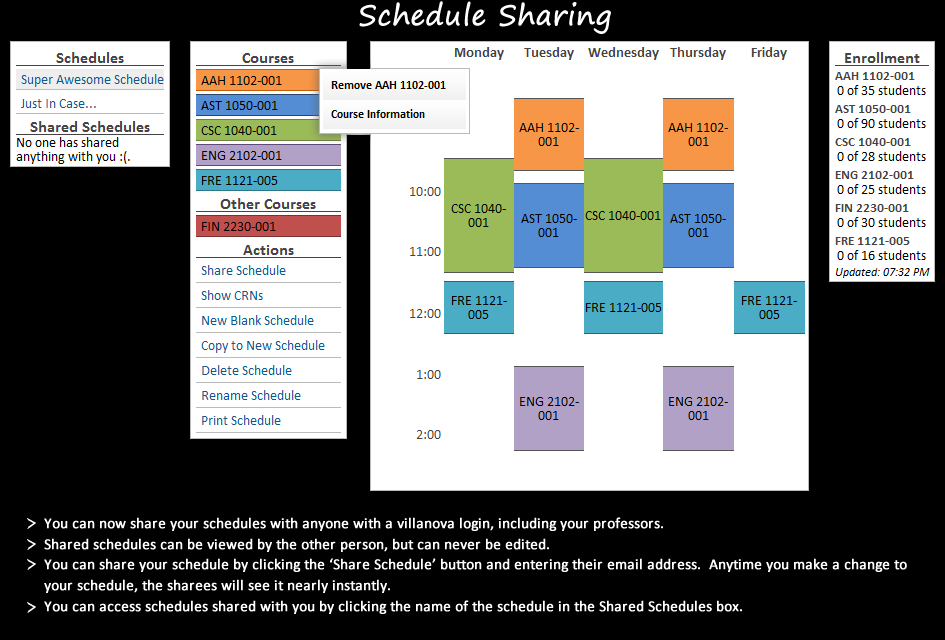 Schedule Sharing
Schedules
Super Awesome Schedule
Just In Case...
Shared Schedules
No one has shared
anything with you :(.
Courses
AAH 1102-001
AST 1050-001
CSC 1040-001
ENG 2102-001
FRE 1121-005
Other Courses
FIN 2230-001
Actions
Share Schedule
Show CRNs
New Blank Schedule
Copy to New Schedule
Delete Schedule
Rename Schedule
Print Schedule
Remove AAH 1102-001
Course Information
Monday Tuesday Wednesday Thursday Friday
AAH 1102-
001
AAH 1102-
001
10:00
CSC 1040-
001
AST 1050-
001
CSC 1040-001
AST 1050-
001
11:00
FRE 1121-
005
FRE 1121-005
FRE 1121-
005
12:00
1:00
ENG 2102-
001
ENG 2102-
001
2:00
Enrollment
AAH 1102-001
0 of 35 students
AST 1050-001
0 of 90 students
CSC 1040-001
0 of 28 students
ENG 2102-001
0 of 25 students
FIN 2230-001
0 of 30 students
FRE 1121-005
0 of 16 students
Updated: 07:32 PM
> You can now share your schedules with anyone with a villanova login, including your professors.
> Shared schedules can be viewed by the other person, but can never be edited.
> You can share your schedule by clicking the ‘Share Schedule’ button and entering their email address. Anytime you make a change to
your schedule, the sharees will see it nearly instantly.
> You can access schedules shared with you by clicking the name of the schedule in the Shared Schedules box.